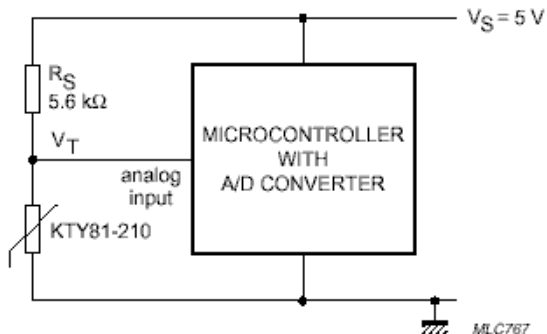 V_S = 5 V
R_S
5.6 kΩ
V_T
analog
input
MICROCONTROLLER
WITH
A/D CONVERTER
KTY81-210
MLC767